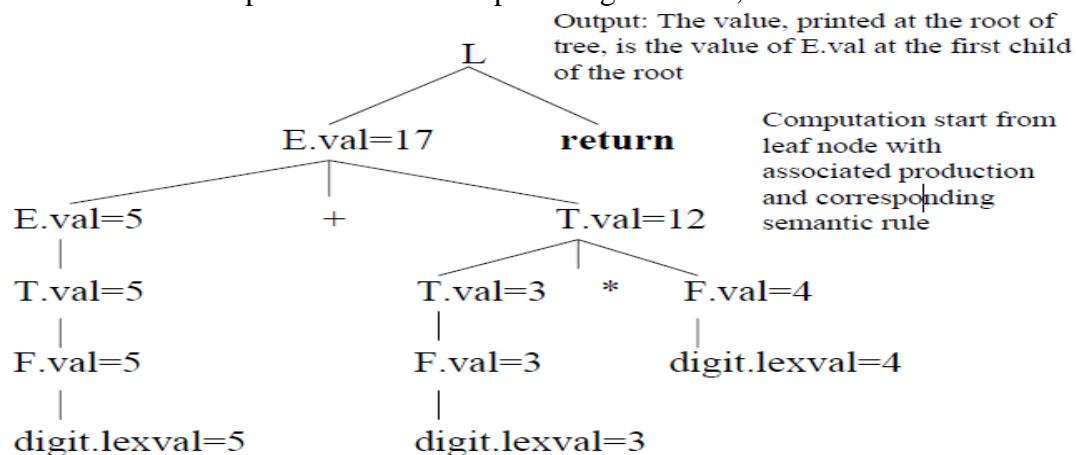 Output: The value, printed at the root of
tree, is the value of E.val at the first child
of the root
L
E.val=17 return
Computation start from
leaf node with
associated production
and corresponding
semantic rule
E.val=5 + T.val=12
T.val=5 T.val=3 * F.val=4
F.val=5 F.val=3 digit.lexval=4
digit.lexval=5 digit.lexval=3